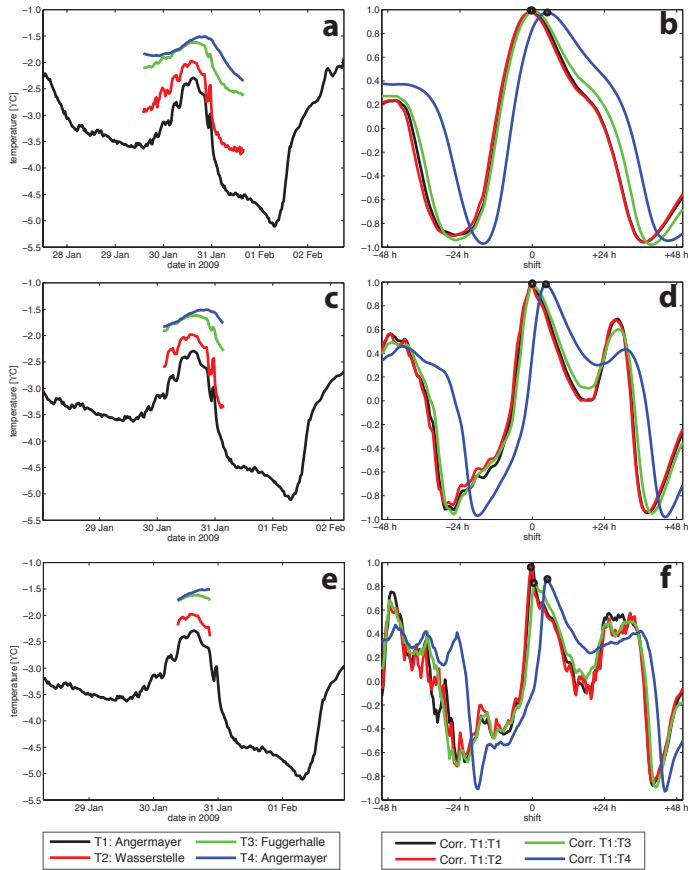 a
−1.0
−1.5
−2.0
−2.5
−3.0
−3.5
−4.0
−4.5
−5.0
−5.5
temperature [°C]
28 Jan 29 Jan 30 Jan 31 Jan 01 Feb 02 Feb
date in 2009
b
1.0
0.8
0.6
0.4
0.2
0.0
−0.2
−0.4
−0.6
−0.8
−1.0
−48 h −24 h 0 +24 h +48 h
shift
c
−1.0
−1.5
−2.0
−2.5
−3.0
−3.5
−4.0
−4.5
−5.0
−5.5
temperature [°C]
29 Jan 30 Jan 31 Jan 01 Feb 02 Feb
date in 2009
d
1.0
0.8
0.6
0.4
0.2
0.0
−0.2
−0.4
−0.6
−0.8
−1.0
−48 h −24 h 0 +24 h +48 h
shift
e
−1.0
−1.5
−2.0
−2.5
−3.0
−3.5
−4.0
−4.5
−5.0
−5.5
temperature [°C]
29 Jan 30 Jan 31 Jan 01 Feb
date in 2009
f
1.0
0.8
0.6
0.4
0.2
0.0
−0.2
−0.4
−0.6
−0.8
−1.0
−48 h −24 h 0 +24 h +48 h
shift
T1: Angermayer T3: Fuggerhalle
T2: Wasserstelle T4: Angermayer
Corr. T1:T1 Corr. T1:T3
Corr. T1:T2 Corr. T1:T4